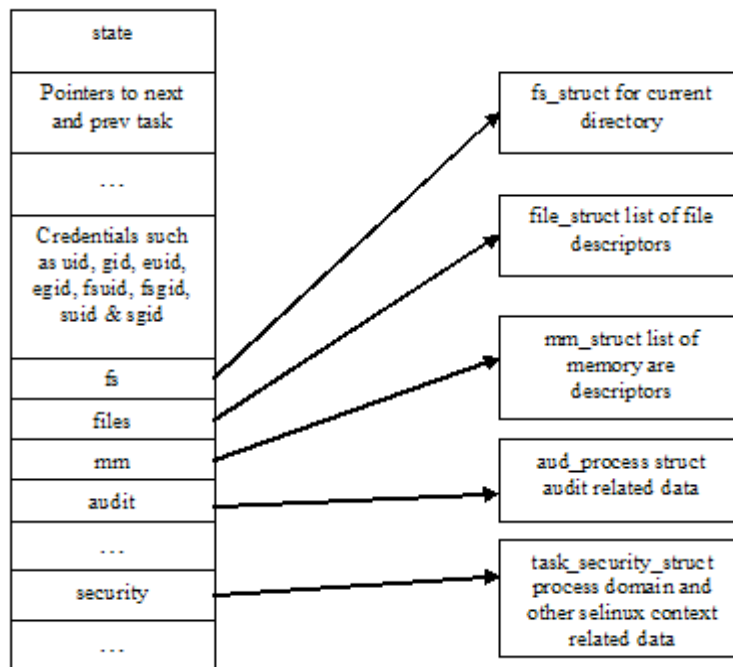 state
Pointers to next
and prev task
...
Credentials such
as uid, gid, euid,
egid, fsuid, fsgid,
suid & sgid
fs
files
mm
audit
...
security
...
fs_struct for current
directory
file_struct list of file
descriptors
mm_struct list of
memory are
descriptors
aud_process struct
audit related data
task_security_struct
process domain and
other selinux context
related data